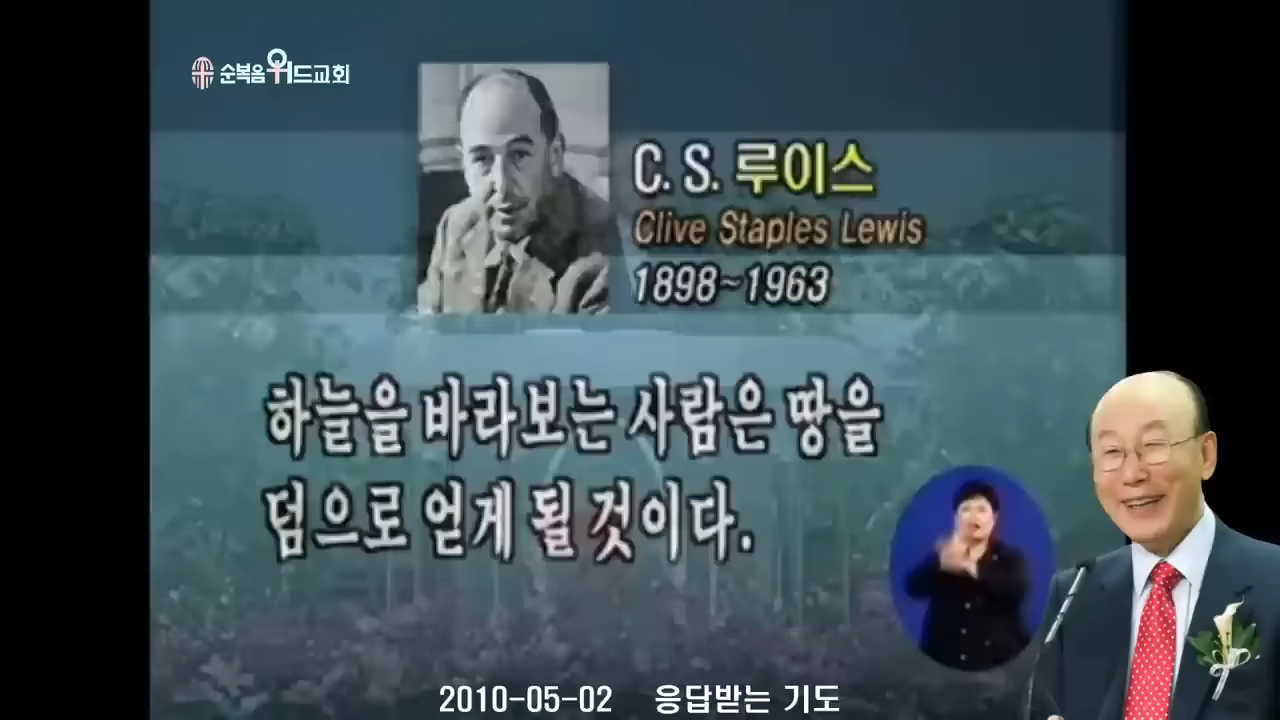 순복음워드교회
C. S. 루이스
Clive Staples Lewis
1898~1963
하늘을 바라보는 사람은 땅을
덤으로 얻게 될 것이다.
2010-05-02 응답받는 기도